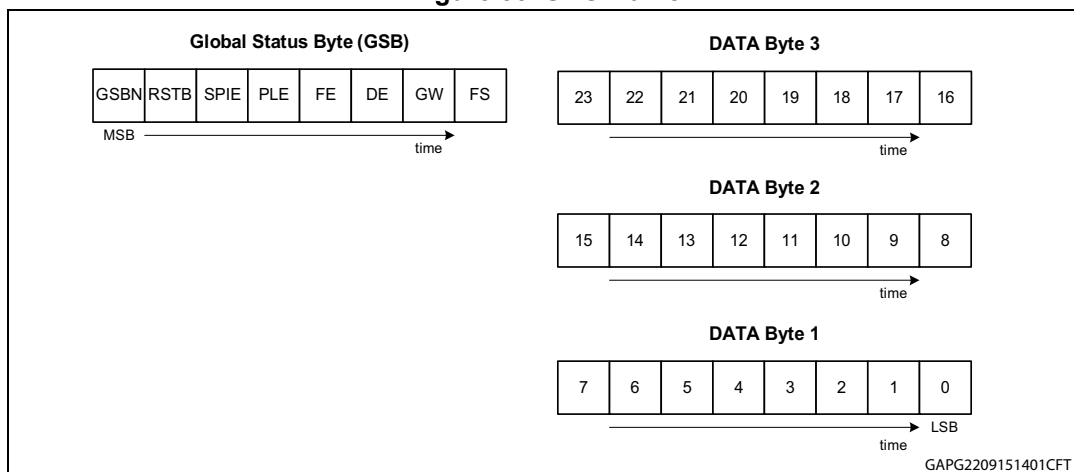 Global Status Byte (GSB)
GSBN RSTB SPIE PLE FE DE GW FS
MSB
time
DATA Byte 3
23 22 21 20 19 18 17 16
time
DATA Byte 2
15 14 13 12 11 10 9 8
time
DATA Byte 1
7 6 5 4 3 2 1 0
LSB
time
GAPG2209151401CFT